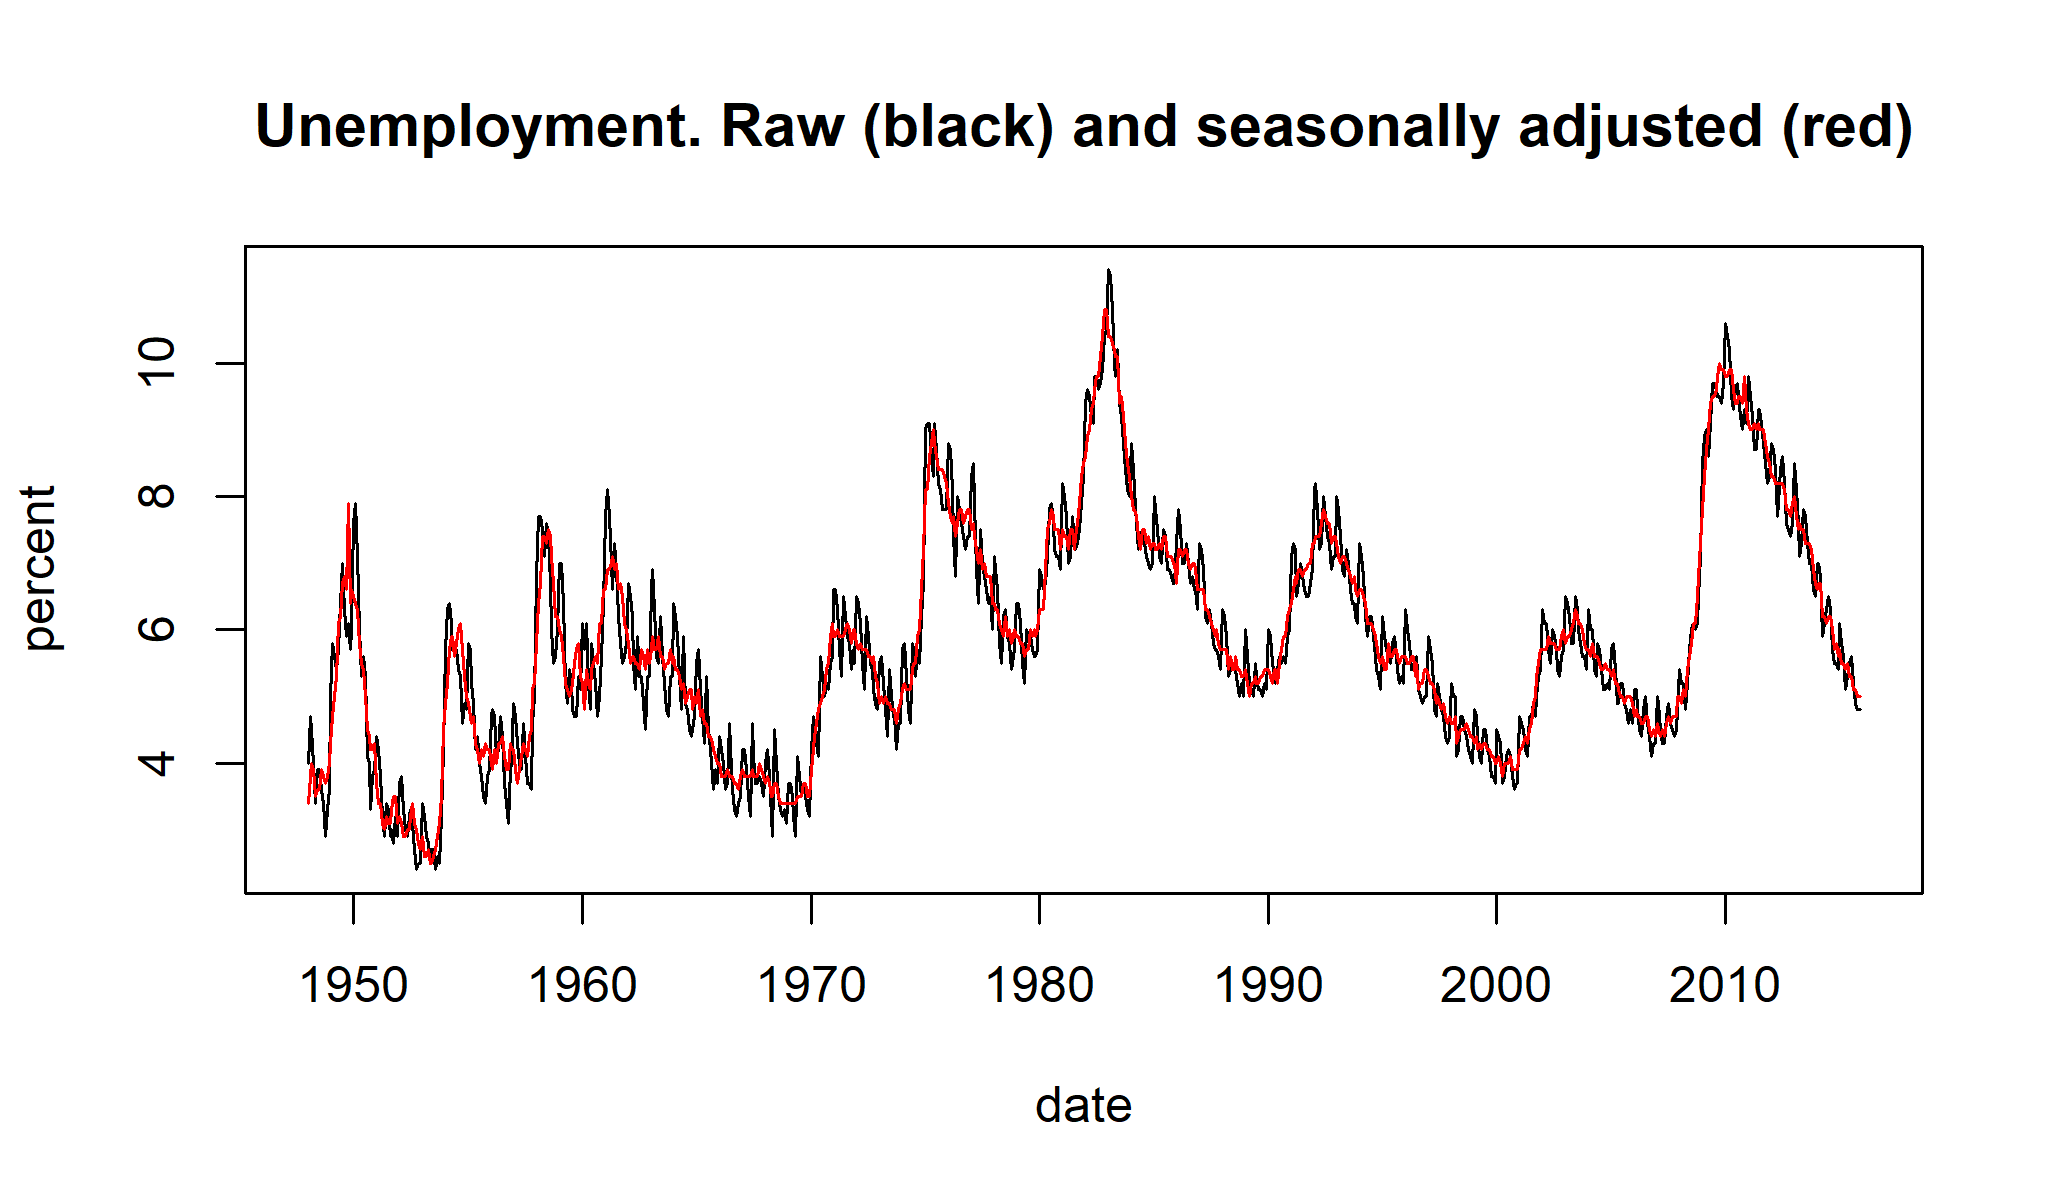 Unemployment. Raw (black) and seasonally adjusted (red)
percent
10
8
6
4
1950 1960 1970 1980 1990 2000 2010
date